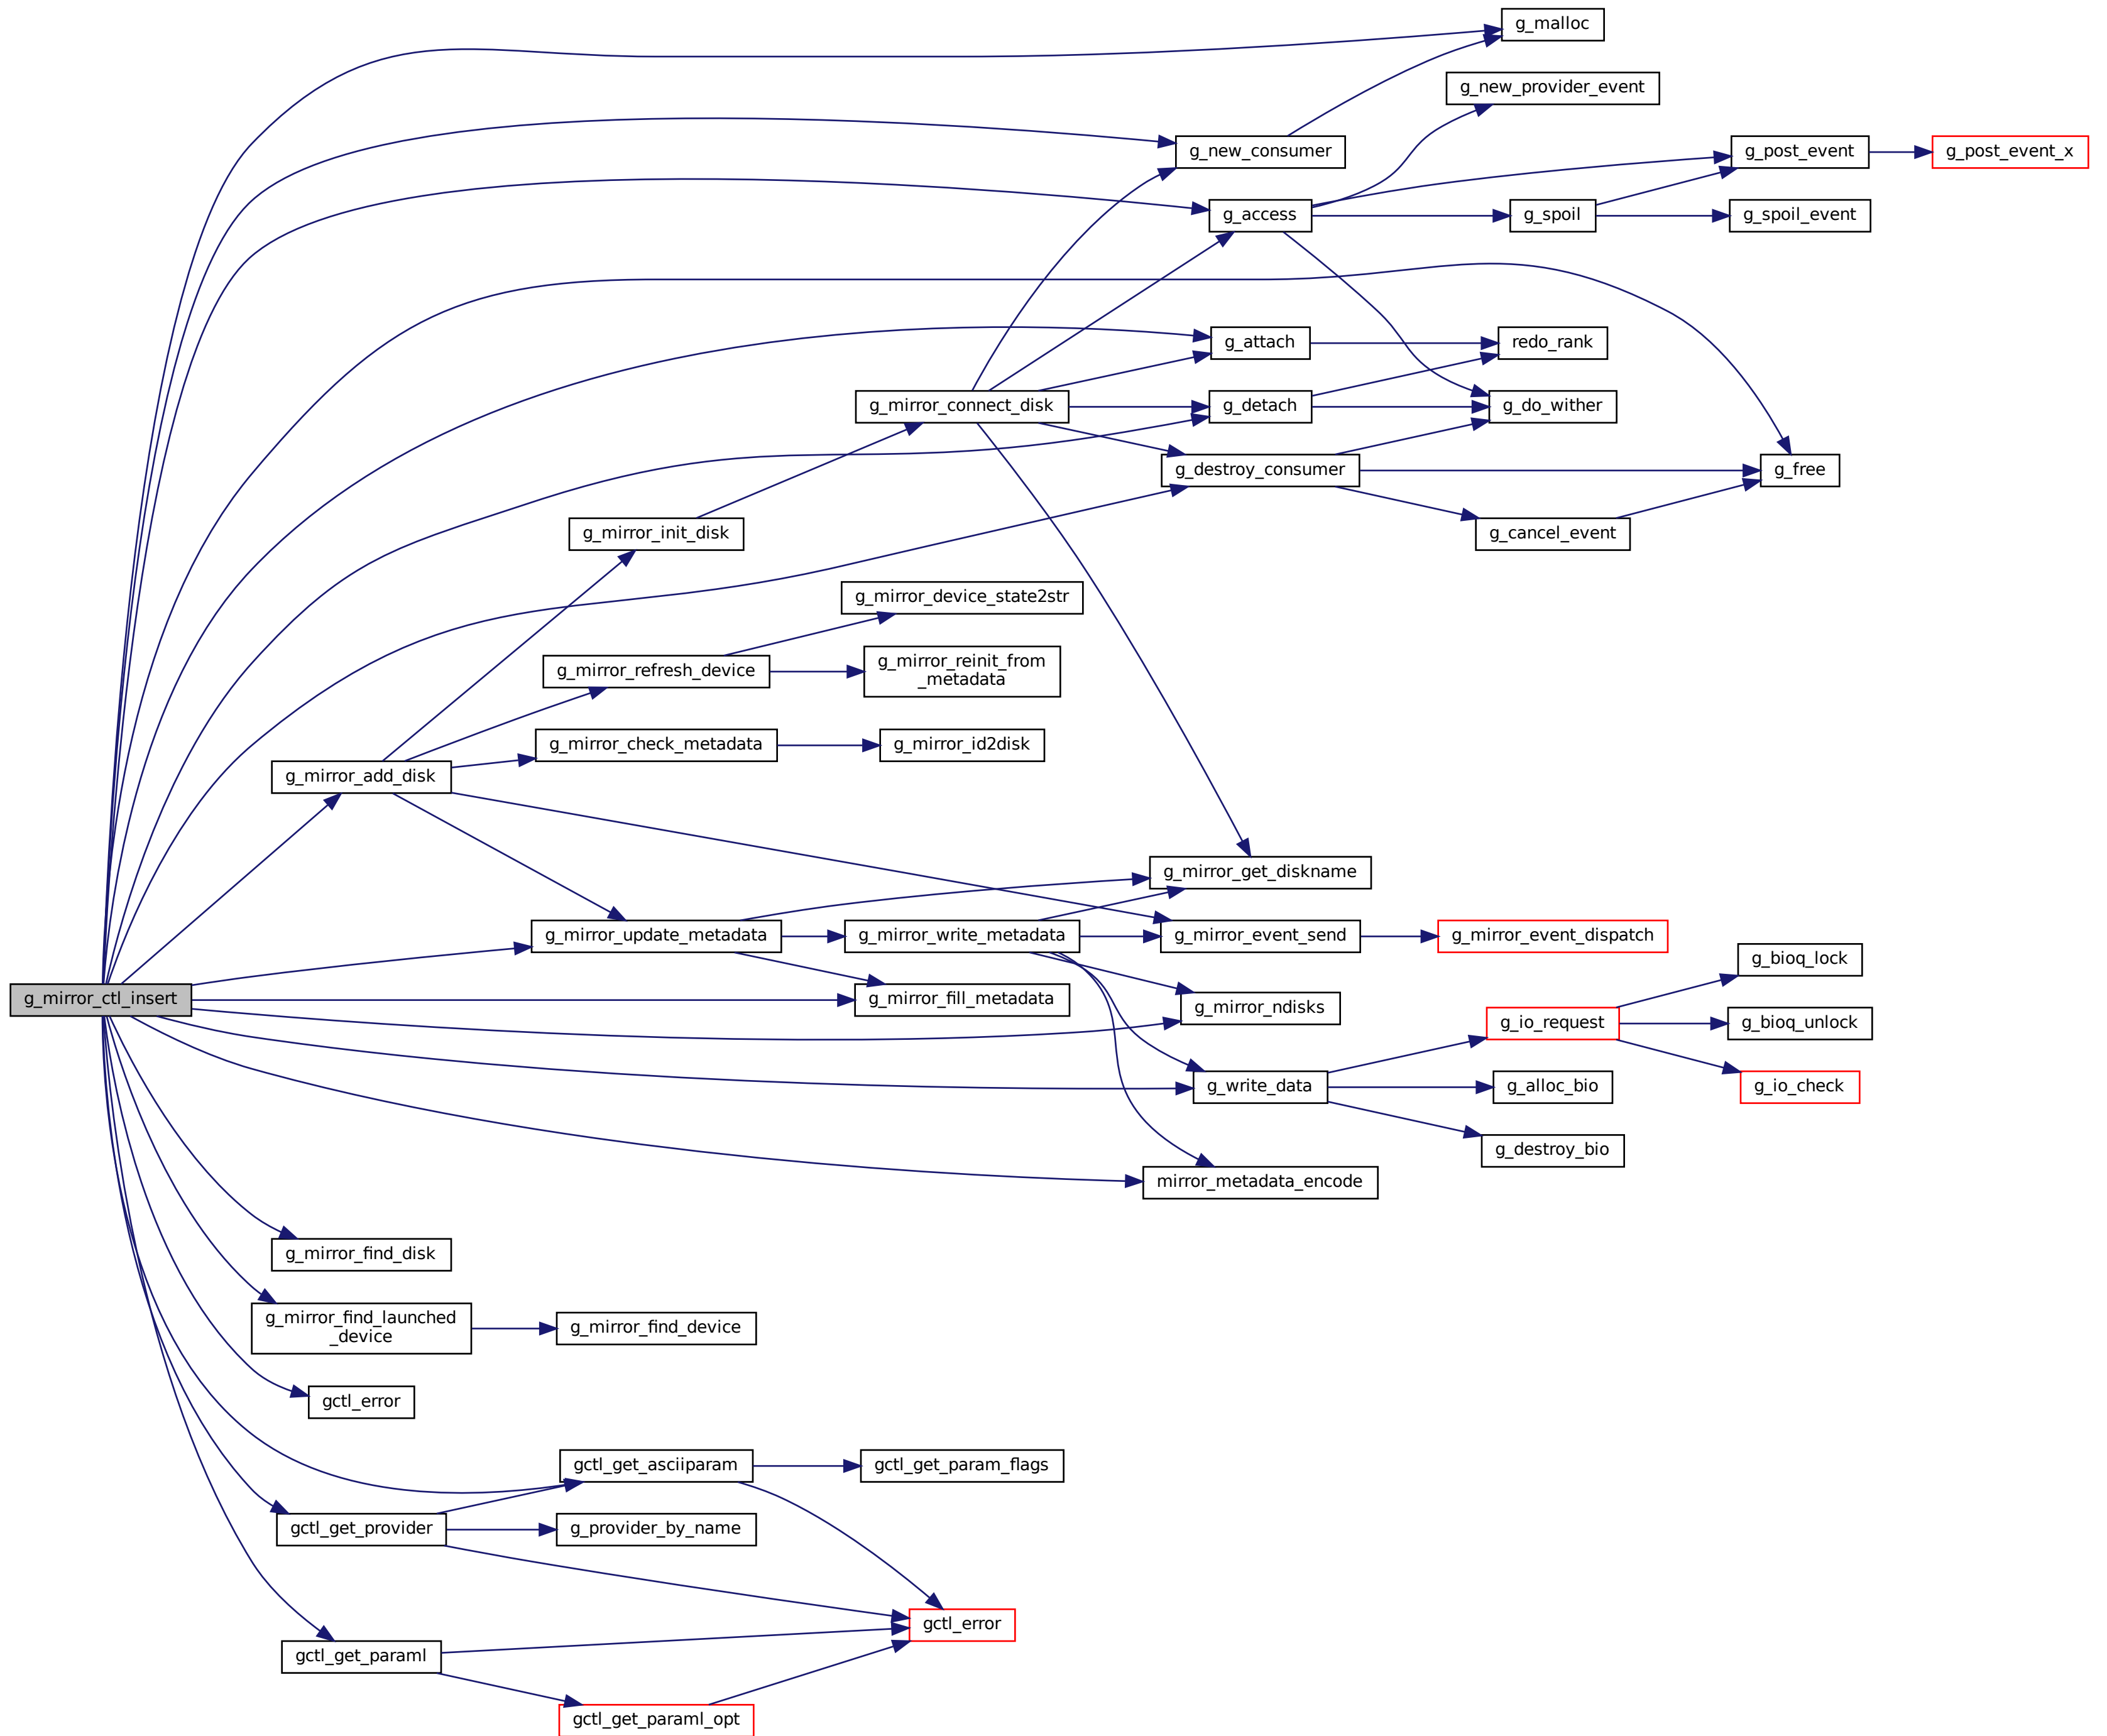 g_malloc
g_new_provider_event
g_new_consumer
g_post_event
g_post_event_x
g_access
g_spoil
g_spoil_event
g_attach
redo_rank
g_mirror_connect_disk
g_detach
g_do_wither
g_destroy_consumer
g_free
g_mirror_init_disk
g_cancel_event
g_mirror_device_state2str
g_mirror_refresh_device
g_mirror_reinit_from
_metadata
g_mirror_check_metadata
g_mirror_id2disk
g_mirror_add_disk
g_mirror_get_diskname
g_mirror_update_metadata
g_mirror_write_metadata
g_mirror_event_send
g_mirror_event_dispatch
g_bioq_lock
g_mirror_ctl_insert
g_mirror_fill_metadata
g_mirror_ndisks
g_io_request
g_bioq_unlock
g_write_data
g_alloc_bio
g_io_check
g_destroy_bio
mirror_metadata_encode
g_mirror_find_disk
g_mirror_find_launched
_device
g_mirror_find_device
gctl_error
gctl_get_asciiparam
gctl_get_param_flags
gctl_get_provider
g_provider_by_name
gctl_error
gctl_get_paraml
gctl_get_paraml_opt